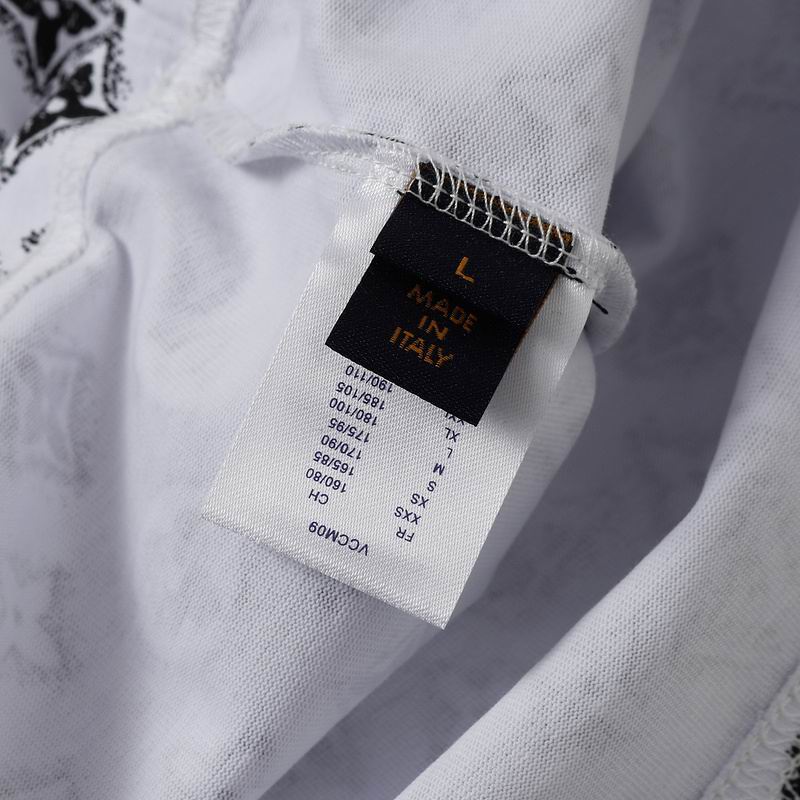 L
MADE
IN
ITALY
VCCM09
FR CH
XXS 160/80
XS 165/85
S 170/90
M 175/95
L 180/100
XL 185/105
XXL 190/110